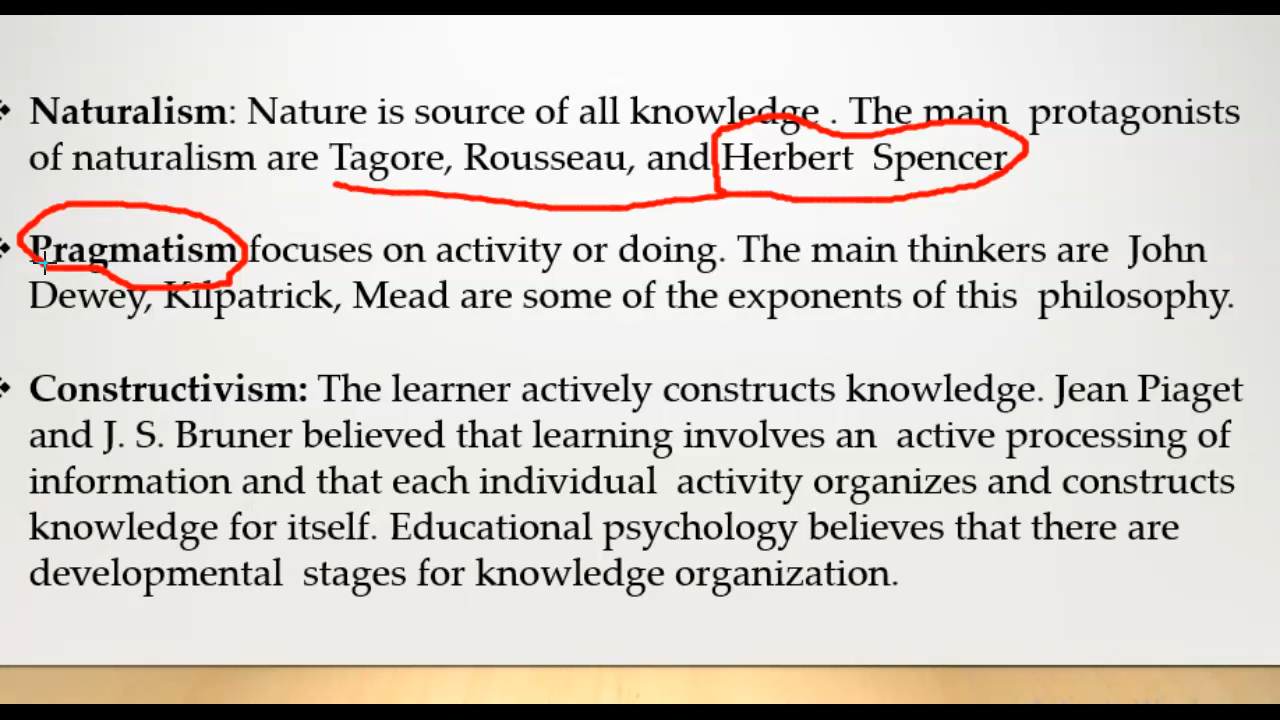 Naturalism: Nature is source of all knowledge . The main protagonists
of naturalism are Tagore, Rousseau, and Herbert Spencer
Pragmatism focuses on activity or doing. The main thinkers are John
Dewey, Kilpatrick, Mead are some of the exponents of this philosophy.
Constructivism: The learner actively constructs knowledge. Jean Piaget
and J. S. Bruner believed that learning involves an active processing of
information and that each individual activity organizes and constructs
knowledge for itself. Educational psychology believes that there are
developmental stages for knowledge organization.